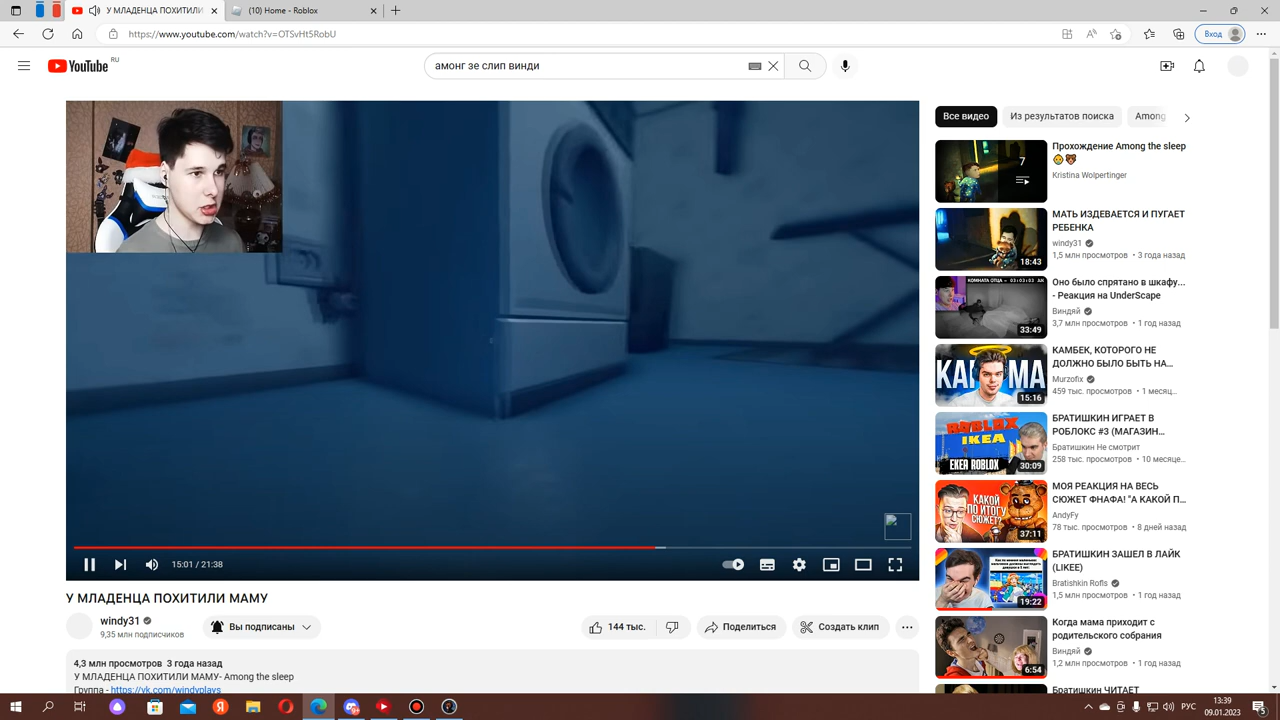 У МЛАДЕНЦА ПОХИТИЛИ
(10) Home - Roblox
https://www.youtube.com/watch?v=OTSvHt5RobU
Вход
YouTube RU
амонг зе слип винди
Все видео
Из результатов поиска
Among
7
Прохождение Among the sleep
Kristina Wolpertinger
МАТЬ ИЗДЕВАЕТСЯ И ПУГАЕТ
РЕБЕНКА
windy31
1,5 млн просмотров • 3 года назад
18:43
КОМНАТА ОТЦА
Оно было спрятано в шкафу...
- Реакция на UnderScape
Виндяй
3,7 млн просмотров • 1 год назад
33:49
КАМБЕК, КОТОРОГО НЕ
ДОЛЖНО БЫЛО БЫТЬ НА...
Murzofix
459 тыс. просмотров • 1 месяц...
15:16
ROBLOX
IKEA
ЕКЕА ROBLOX
30:09
БРАТИШКИН ИГРАЕТ В
РОБЛОКС #3 (МАГАЗИН...
Братишкин Не смотрит
258 тыс. просмотров • 10 месяце...
КАКОЙ
ПО ИТОГУ
СЮЖЕТ?
37:11
МОЯ РЕАКЦИЯ НА ВЕСЬ
СЮЖЕТ ФНАФА! "А КАКОЙ П...
AndyFy
78 тыс. просмотров • 8 дней назад
19:22
БРАТИШКИН ЗАШЕЛ В ЛАЙК
(LIKEE)
Bratishkin Rofls
1,5 млн просмотров • 1 год назад
6:54
Когда мама приходит с
родительского собрания
Виндяй
1,2 млн просмотров • 1 год назад
Братишкин ЧИТАЕТ
15:01 / 21:38
У МЛАДЕНЦА ПОХИТИЛИ МАМУ
windy31
9,35 млн подписчиков
Вы подписаны
144 тыс.
Поделиться
Создать клип
4,3 млн просмотров 3 года назад
У МЛАДЕНЦА ПОХИТИЛИ МАМУ- Among the sleep
Группа - https://vk.com/windyplays
РУС
13:39
09.01.2023